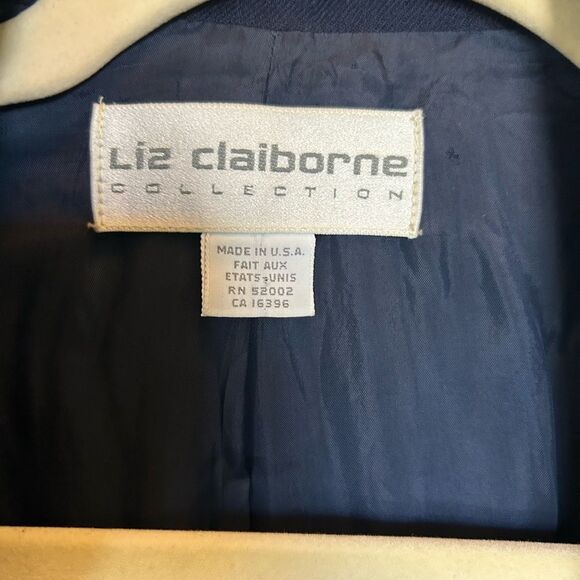 Liz claiborne
COLLECTION
MADE IN U.S.A.
FAIT AUX
ETATS-UNIS
RN 52002
CA 16396